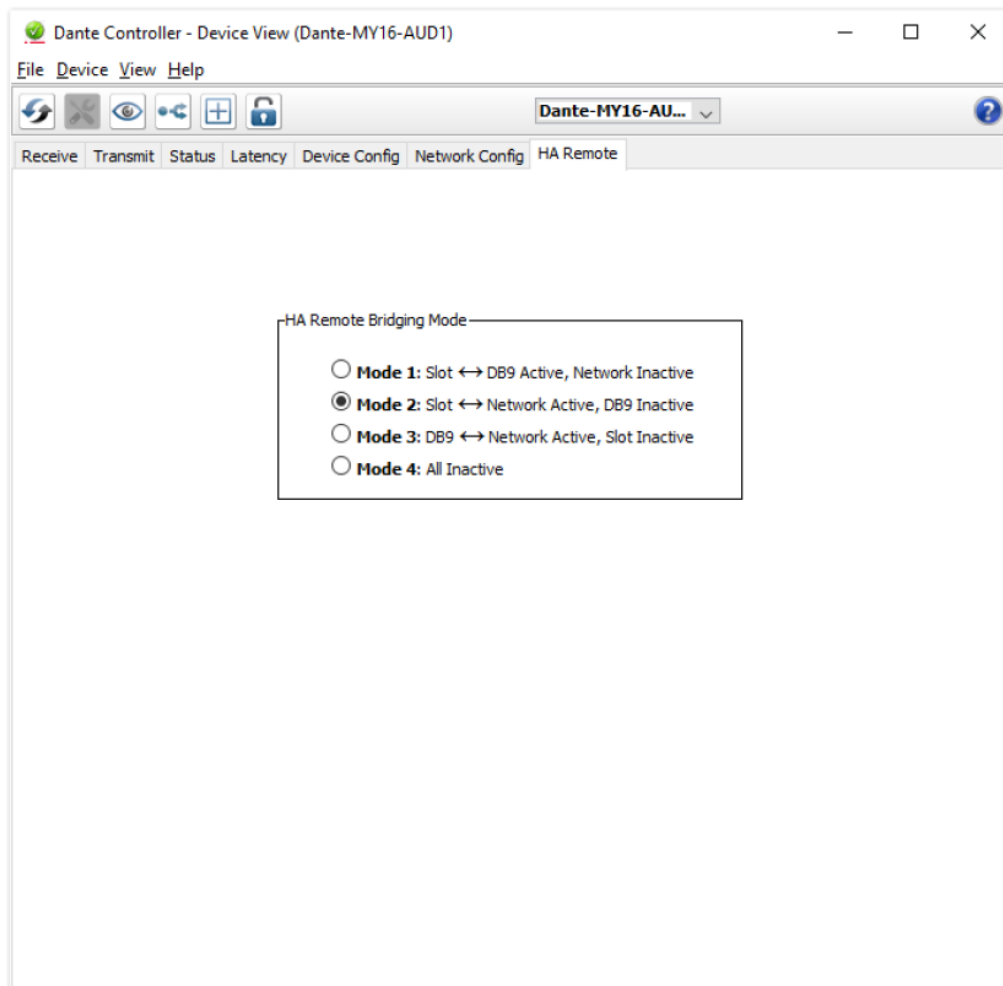 Dante Controller - Device View (Dante-MY16-AUD1)
File Device View Help
Dante-MY16-AU...
?
Receive Transmit Status Latency Device Config Network Config HA Remote
HA Remote Bridging Mode
Mode 1: Slot ↔ DB9 Active, Network Inactive
Mode 2: Slot ↔ Network Active, DB9 Inactive
Mode 3: DB9 ↔ Network Active, Slot Inactive
Mode 4: All Inactive